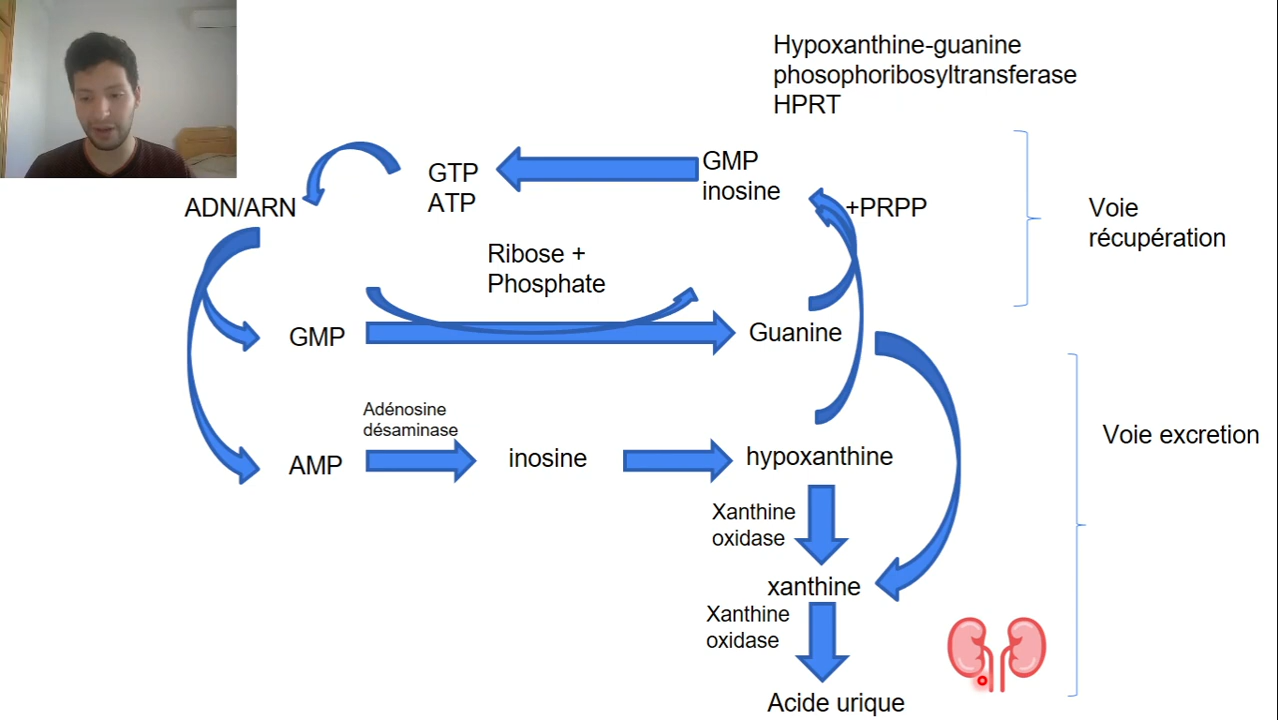 Hypoxanthine-guanine
phosophoribosyltransferase
HPRT
GTP
ATP
GMP
inosine
ADN/ARN
+PRPP
Voie
récupération
Ribose +
Phosphate
GMP
Guanine
Adénosine
désaminase
AMP
inosine
hypoxanthine
Voie excretion
Xanthine
oxidase
xanthine
Xanthine
oxidase
Acide urique